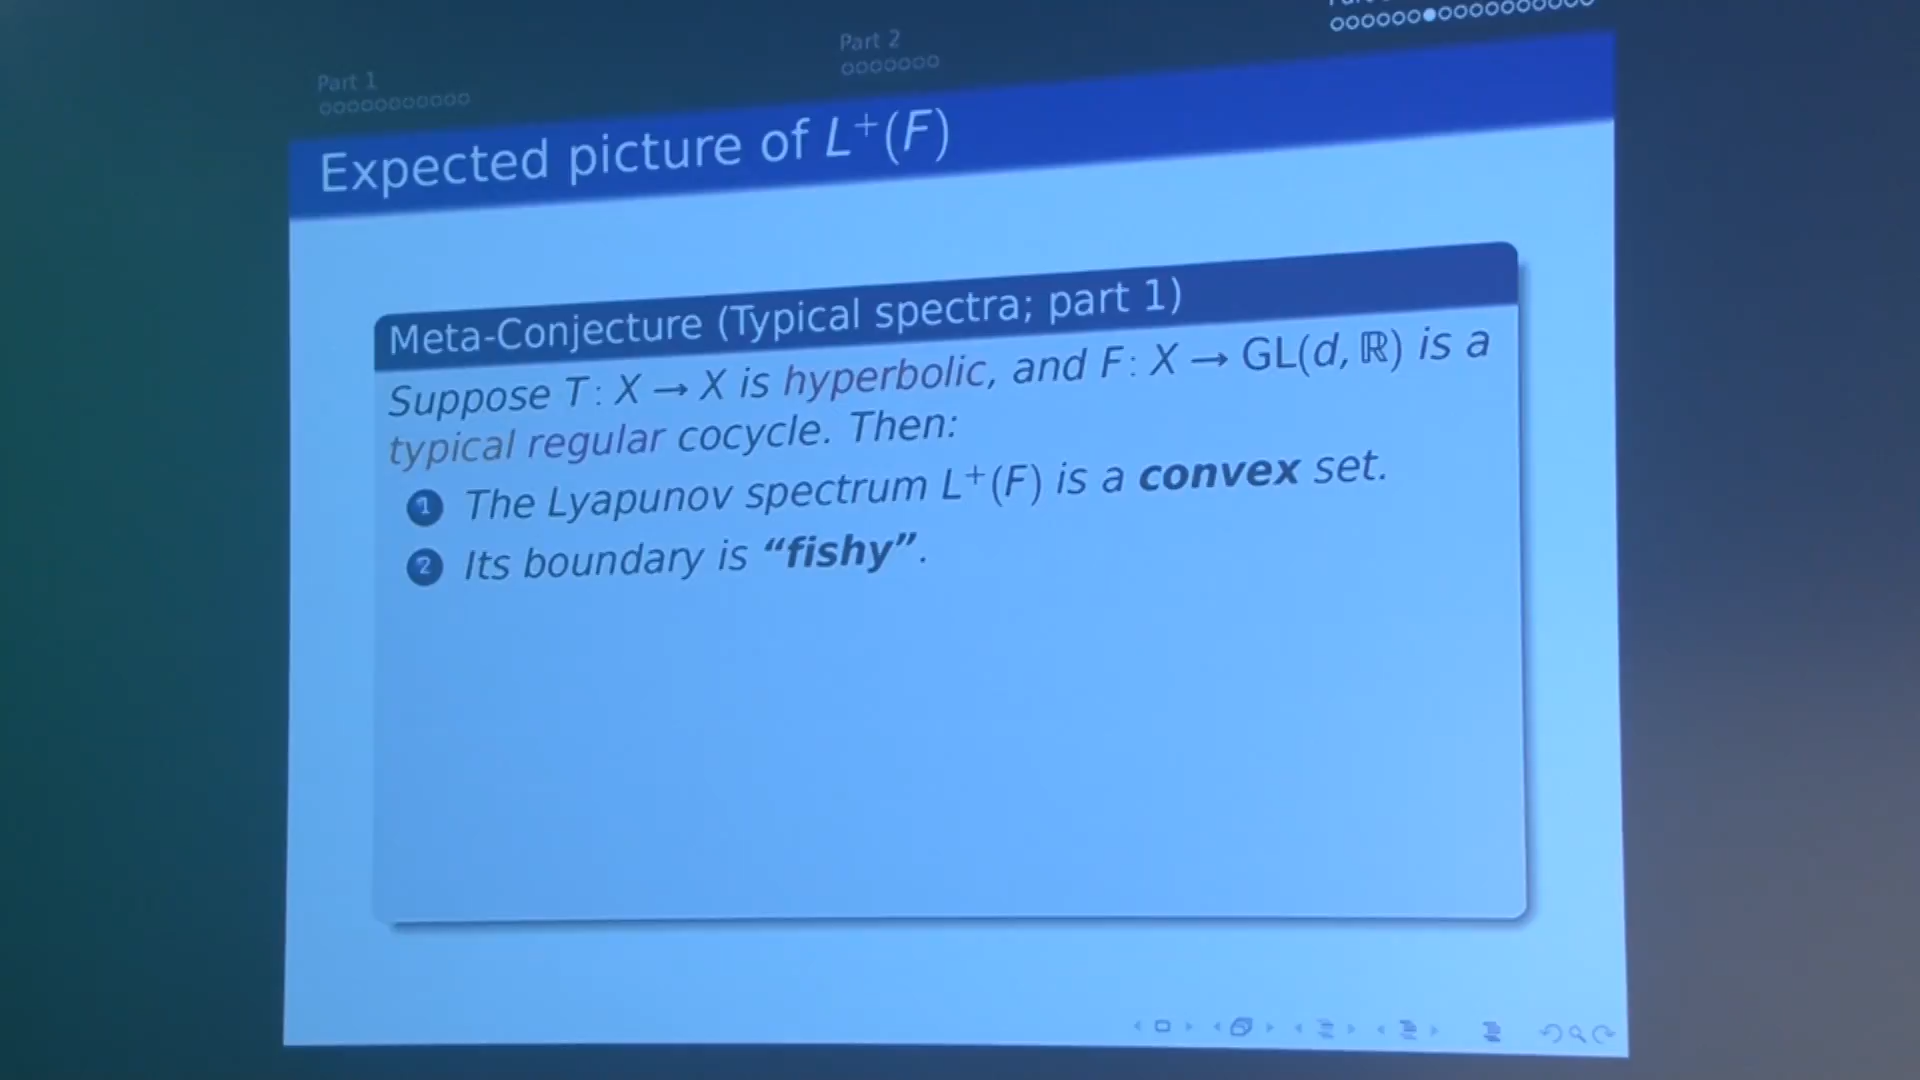 Part 1
Part 2
Expected picture of L⁺(F)
Meta-Conjecture (Typical spectra; part 1)
Suppose T: X → X is hyperbolic, and F: X → GL(d, ℝ) is a
typical regular cocycle. Then:
1 The Lyapunov spectrum L⁺(F) is a convex set.
2 Its boundary is “fishy”.